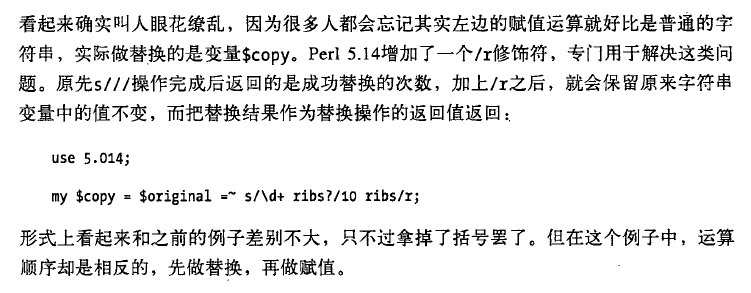 看起来确实叫人眼花缭乱，因为很多人都会忘记其实左边的赋值运算就好比是普通的字
符串，实际做替换的是变量$copy。Perl 5.14增加了一个/r修饰符，专门用于解决这类问
题。原先s///操作完成后返回的是成功替换的次数，加上/r之后，就会保留原来字符串
变量中的值不变，而把替换结果作为替换操作的返回值返回：
use 5.014;
my $copy = $original =~ s/\d+ ribs?/10 ribs/r;
形式上看起来和之前的例子差别不大，只不过拿掉了括号罢了。但在这个例子中，运算
顺序却是相反的，先做替换，再做赋值。